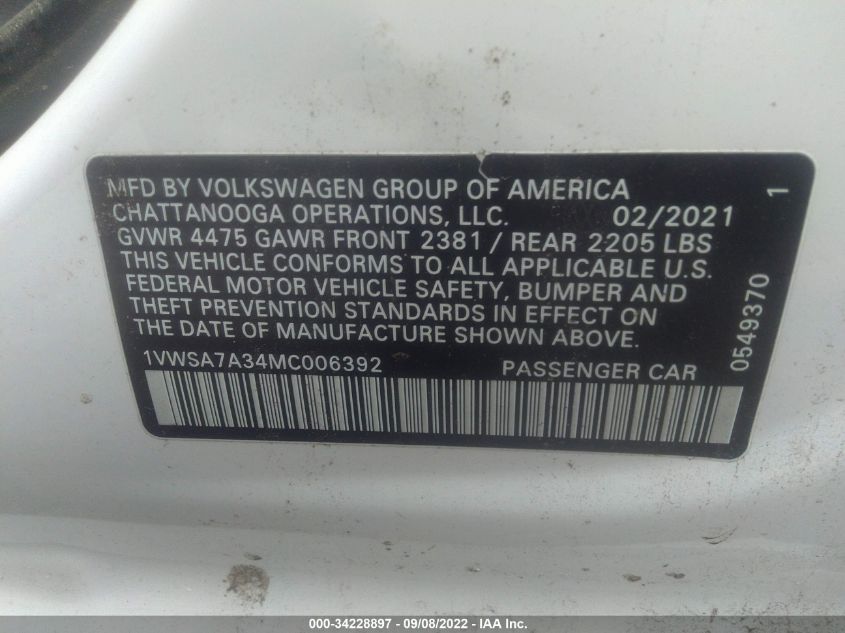 MFD BY VOLKSWAGEN GROUP OF AMERICA
CHATTANOOGA OPERATIONS, LLC. 02/2021
GVWR 4475 GAWR FRONT 2381 / REAR 2205 LBS
THIS VEHICLE CONFORMS TO ALL APPLICABLE U.S.
FEDERAL MOTOR VEHICLE SAFETY, BUMPER AND
THEFT PREVENTION STANDARDS IN EFFECT ON
THE DATE OF MANUFACTURE SHOWN ABOVE.
1VWSA7A34MC006392 PASSENGER CAR
0549370 1
000-34228897 - 09/08/2022 - IAA Inc.